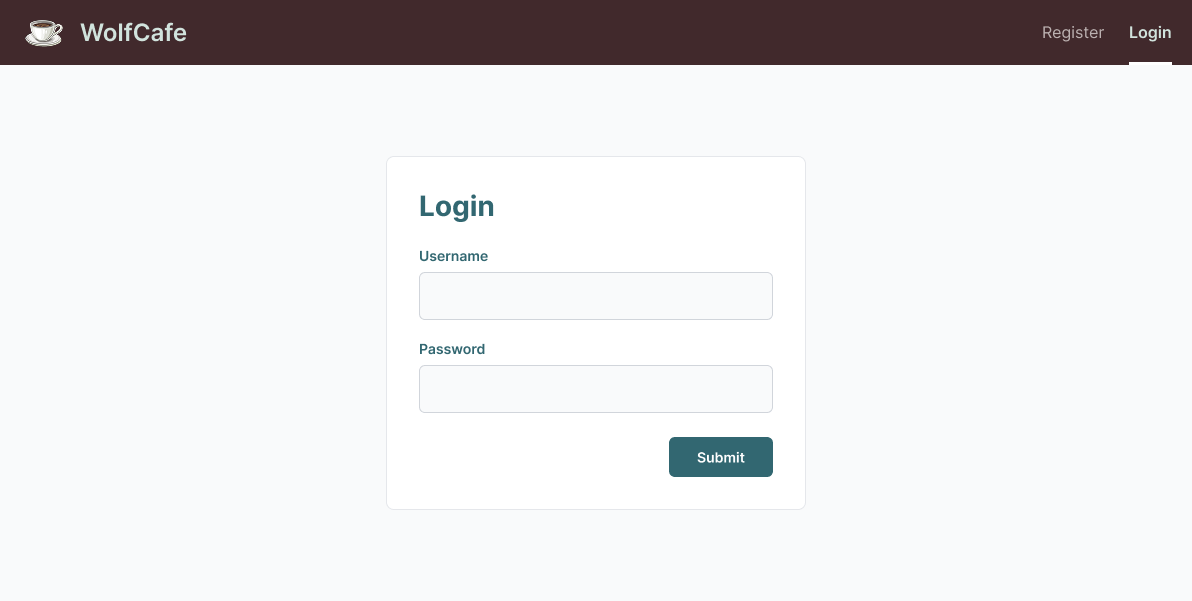 WolfCafe
Register
Login
Login
Username
Password
Submit